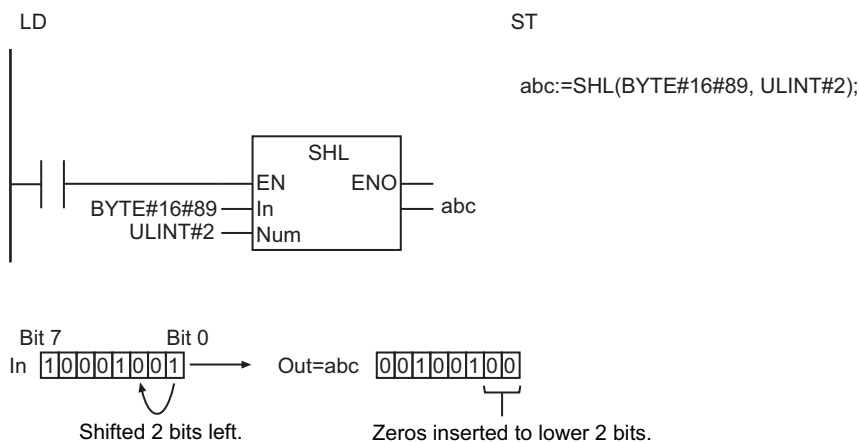 LD
ST
abc:=SHL(BYTE#16#89, ULINT#2);
SHL
EN ENO
BYTE#16#89 In abc
ULINT#2 Num
Bit 7 Bit 0
In 1 0 0 0 1 0 0 1 Out=abc 0 0 1 0 0 1 0 0
Shifted 2 bits left. Zeros inserted to lower 2 bits.